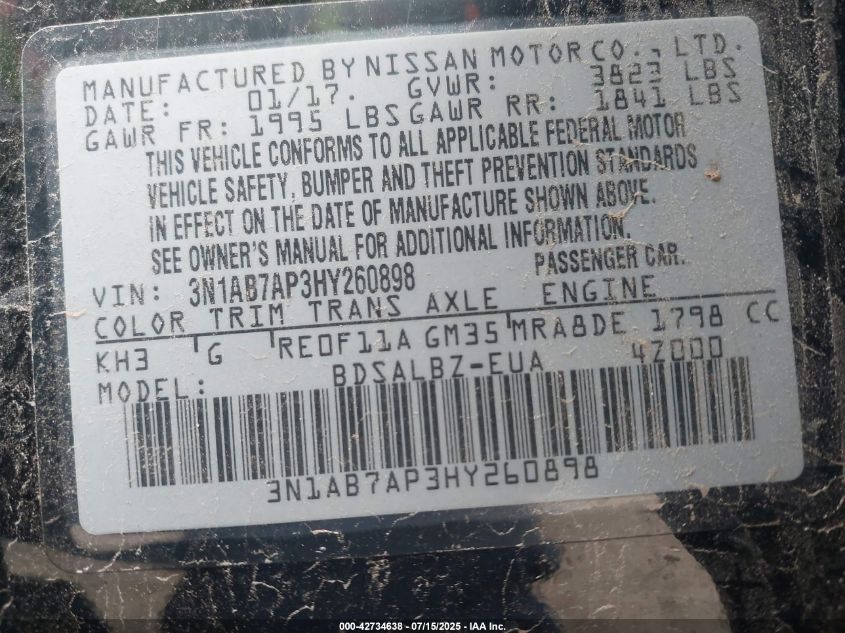 MANUFACTURED BY NISSAN MOTOR CO., LTD.
DATE: 01/17. GVWR: 3823 LBS
GAWR FR: 1995 LBS GAWR RR: 1841 LBS
THIS VEHICLE CONFORMS TO ALL APPLICABLE FEDERAL MOTOR
VEHICLE SAFETY, BUMPER AND THEFT PREVENTION STANDARDS
IN EFFECT ON THE DATE OF MANUFACTURE SHOWN ABOVE.
SEE OWNER'S MANUAL FOR ADDITIONAL INFORMATION.
VIN: 3N1AB7AP3HY260898 PASSENGER CAR.
COLOR TRIM TRANS AXLE ENGINE
KH3 G RE0F11A GM35 MRA8DE 1798 CC
MODEL: BDSALBZ-EUA 4Z000
3N1AB7AP3HY260898
000-42734638 - 07/15/2025 - IAA Inc.